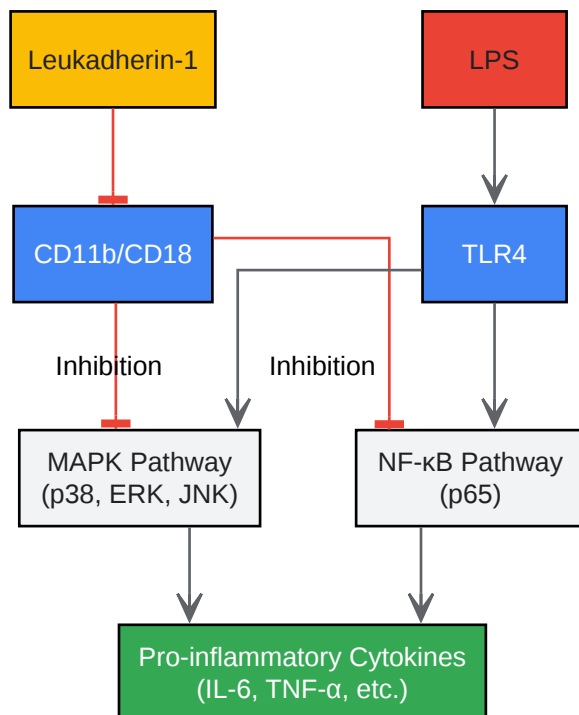 Leukadherin-1
LPS
CD11b/CD18
TLR4
Inhibition
Inhibition
MAPK Pathway
(p38, ERK, JNK)
NF-κB Pathway
(p65)
Pro-inflammatory Cytokines
(IL-6, TNF-α, etc.)